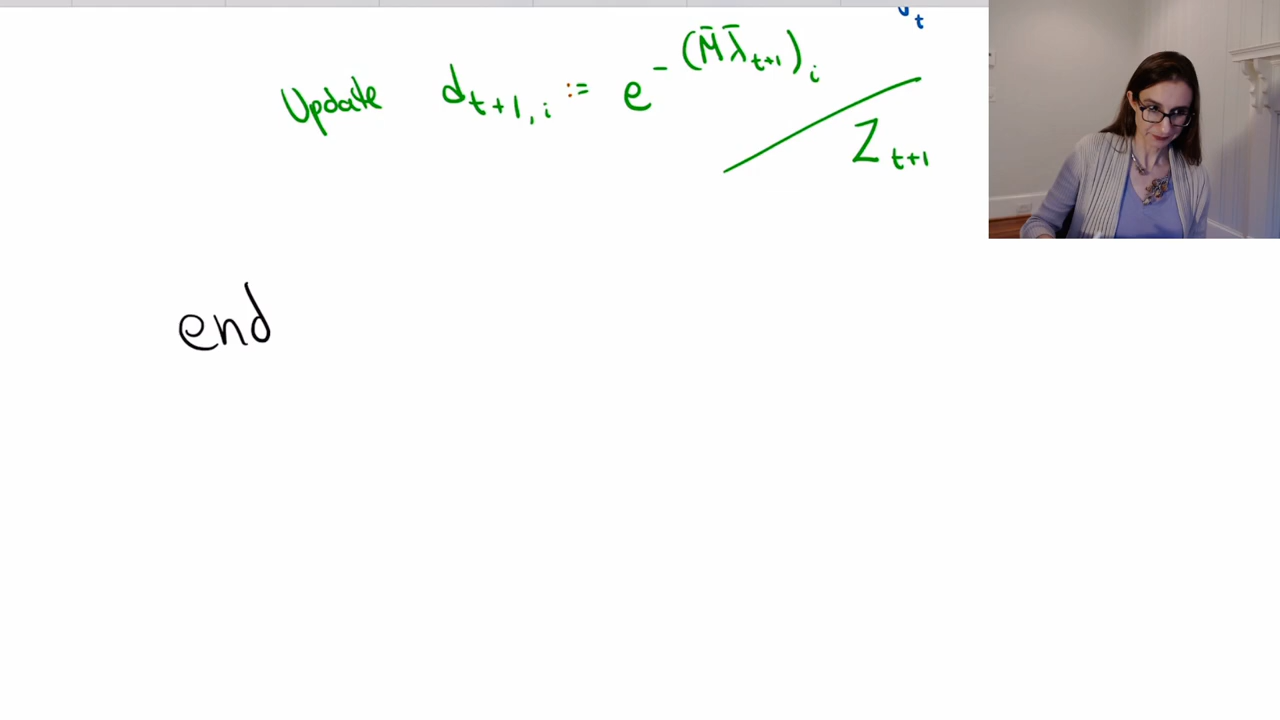 t
Update d_{t+1,i} := e^{-(M̄λ̄_{t+1})_i} / Z_{t+1}
end